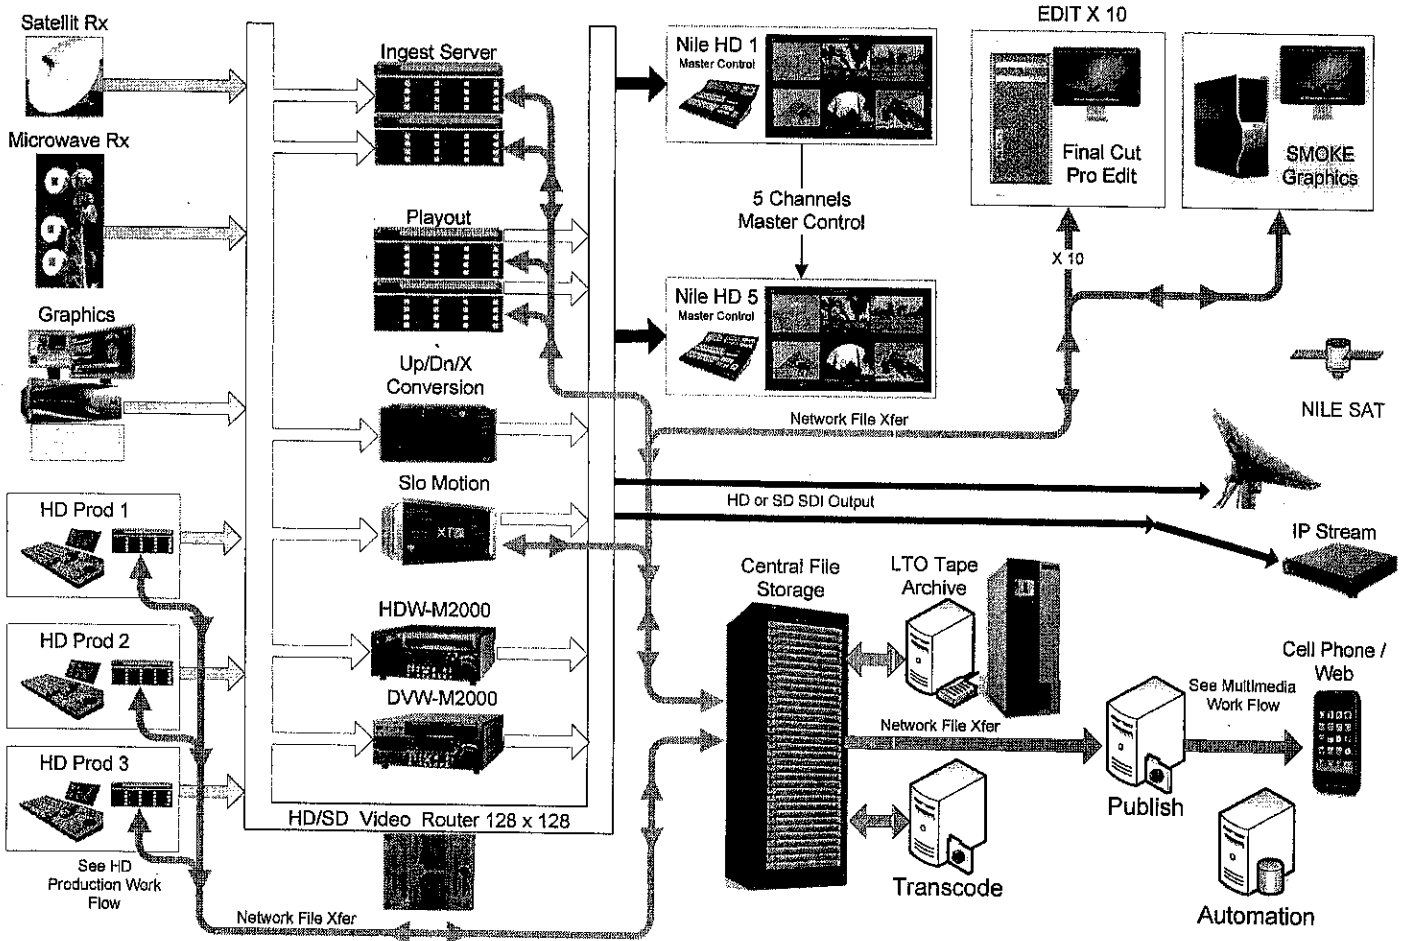 Satellit Rx
Microwave Rx
Graphics
HD Prod 1
HD Prod 2
HD Prod 3
See HD
Production Work
Flow
Network File Xfer
Ingest Server
Playout
Up/Dn/X
Conversion
Slo Motion
XT2
HDW-M2000
DVW-M2000
HD/SD Video Router 128 x 128
Nile HD 1
Master Control
5 Channels
Master Control
Nile HD 5
Master Control
EDIT X 10
Final Cut
Pro Edit
SMOKE
Graphics
X 10
Network File Xfer
NILE SAT
HD or SD SDI Output
IP Stream
Central File
Storage
LTO Tape
Archive
Network File Xfer
Transcode
Publish
See Multimedia
Work Flow
Cell Phone /
Web
Automation